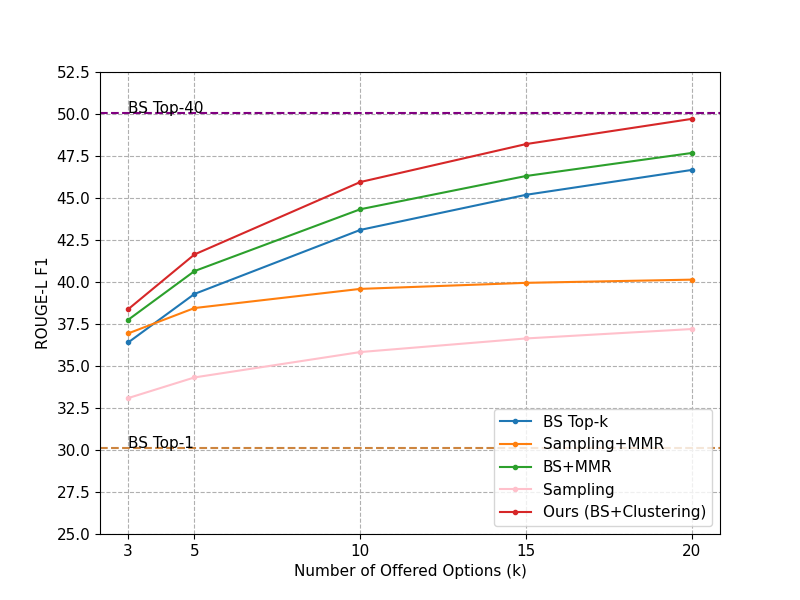 52.5
50.0
47.5
45.0
42.5
40.0
37.5
35.0
32.5
30.0
27.5
25.0
ROUGE-L F1
BS Top-40
BS Top-1
BS Top-k
Sampling+MMR
BS+MMR
Sampling
Ours (BS+Clustering)
3 5 10 15 20
Number of Offered Options (k)